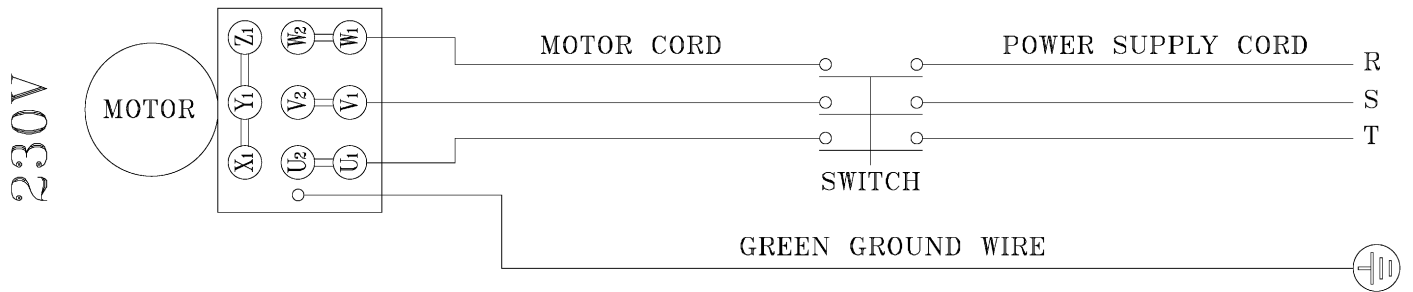 230V
MOTOR
Z1 W2 W1
Y1 V2 V1
X1 U2 U1
MOTOR CORD
POWER SUPPLY CORD
R
S
T
SWITCH
GREEN GROUND WIRE